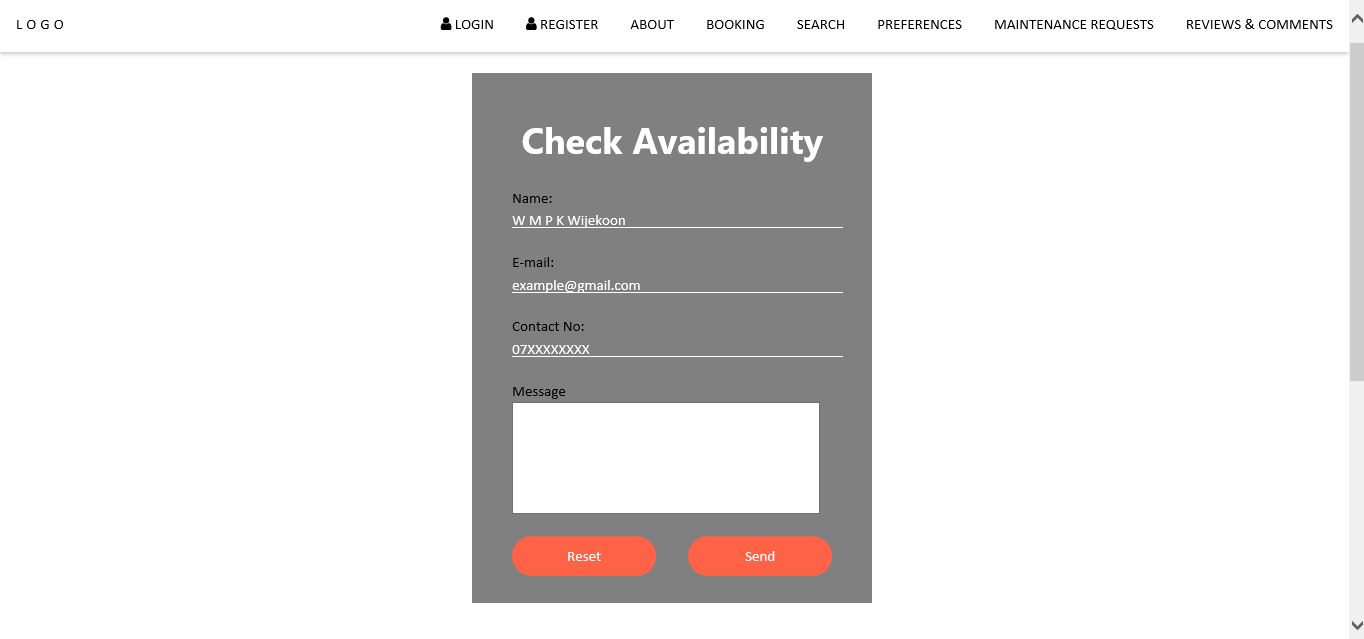 L O G O LOGIN REGISTER ABOUT BOOKING SEARCH PREFERENCES MAINTENANCE REQUESTS REVIEWS & COMMENTS
Check Availability
Name:
W M P K Wijekoon
E-mail:
example@gmail.com
Contact No:
07XXXXXXXX
Message
Reset Send